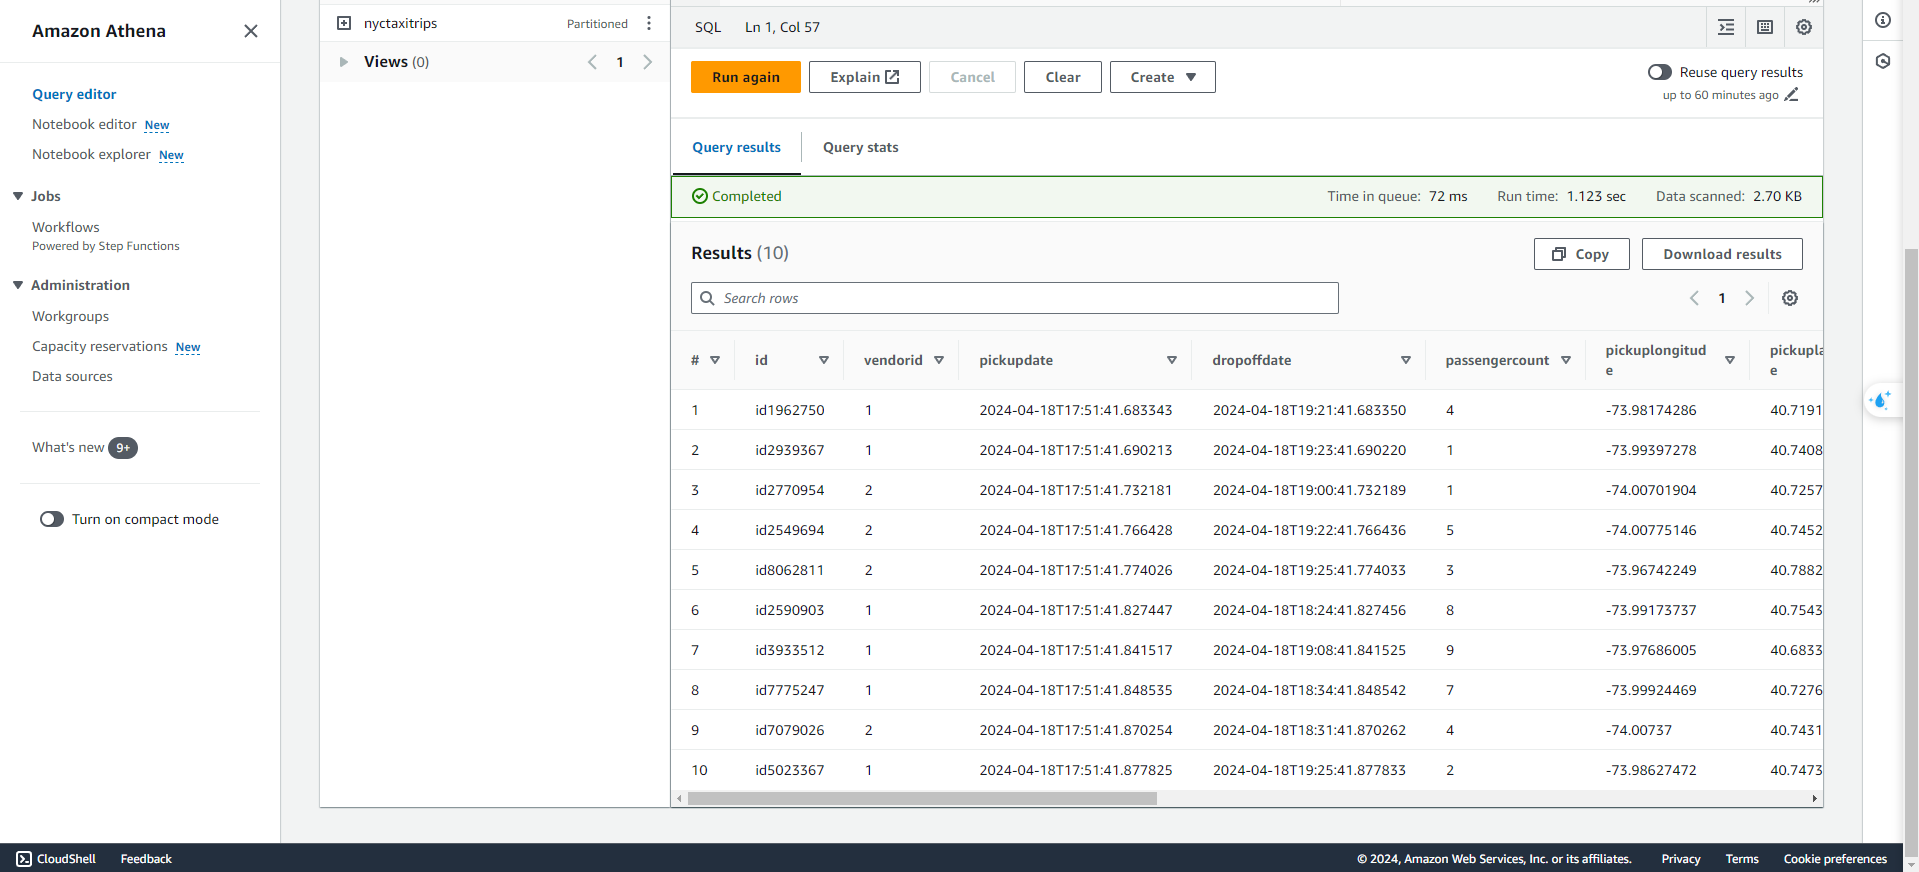 Amazon Athena
Query editor
Notebook editor New
Notebook explorer New
Jobs
Workflows
Powered by Step Functions
Administration
Workgroups
Capacity reservations New
Data sources
What's new 9+
Turn on compact mode
nyctaxitrips Partitioned
Views (0) 1
SQL Ln 1, Col 57
Run again Explain Cancel Clear Create
Reuse query results
up to 60 minutes ago
Query results Query stats
Completed Time in queue: 72 ms Run time: 1.123 sec Data scanned: 2.70 KB
Results (10) Copy Download results
Search rows 1
# id vendorid pickupdate dropoffdate passengercount pickuplongitud
e pickupla
e
1 id1962750 1 2024-04-18T17:51:41.683343 2024-04-18T19:21:41.683350 4 -73.98174286 40.7191
2 id2939367 1 2024-04-18T17:51:41.690213 2024-04-18T19:23:41.690220 1 -73.99397278 40.7408
3 id2770954 2 2024-04-18T17:51:41.732181 2024-04-18T19:00:41.732189 1 -74.00701904 40.7257
4 id2549694 2 2024-04-18T17:51:41.766428 2024-04-18T19:22:41.766436 5 -74.00775146 40.7452
5 id8062811 2 2024-04-18T17:51:41.774026 2024-04-18T19:25:41.774033 3 -73.96742249 40.7882
6 id2590903 1 2024-04-18T17:51:41.827447 2024-04-18T18:24:41.827456 8 -73.99173737 40.7543
7 id3933512 1 2024-04-18T17:51:41.841517 2024-04-18T19:08:41.841525 9 -73.97686005 40.6833
8 id7775247 1 2024-04-18T17:51:41.848535 2024-04-18T18:34:41.848542 7 -73.99924469 40.7276
9 id7079026 2 2024-04-18T17:51:41.870254 2024-04-18T18:31:41.870262 4 -74.00737 40.7431
10 id5023367 1 2024-04-18T17:51:41.877825 2024-04-18T19:25:41.877833 2 -73.98627472 40.7473
CloudShell Feedback © 2024, Amazon Web Services, Inc. or its affiliates. Privacy Terms Cookie preferences